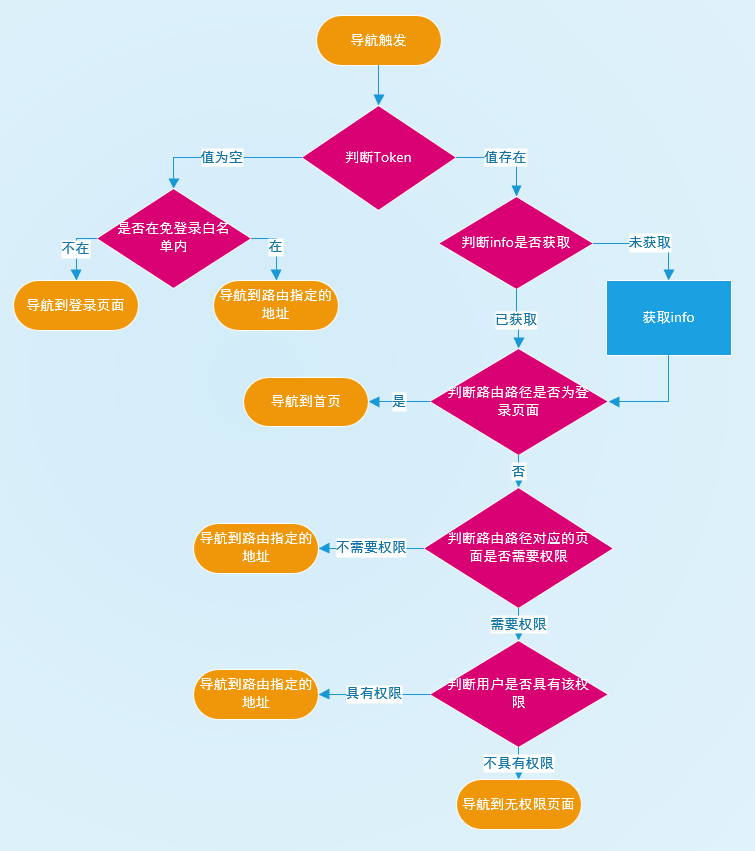 导航触发
判断Token
值为空
值存在
是否在免登录白名
单内
判断info是否获取
未获取
不在
在
导航到登录页面
导航到路由指定的
地址
已获取
获取info
判断路由路径是否为登
录页面
是
导航到首页
否
判断路由路径对应的页
面是否需要权限
不需要权限
导航到路由指定的
地址
需要权限
判断用户是否具有该权
限
具有权限
导航到路由指定的
地址
不具有权限
导航到无权限页面